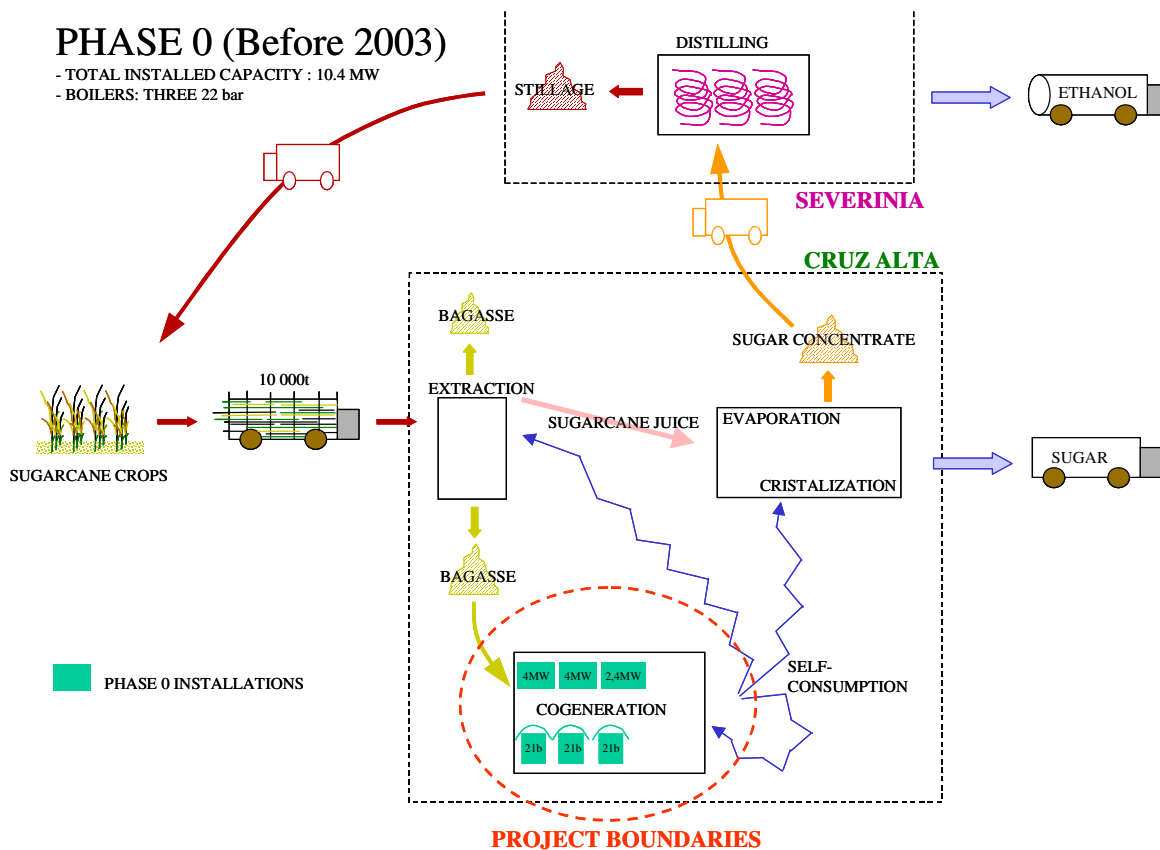 PHASE 0 (Before 2003)
- TOTAL INSTALLED CAPACITY : 10.4 MW
- BOILERS: THREE 22 bar
DISTILLING
STILLAGE
ETHANOL
SEVERINIA
CRUZ ALTA
BAGASSE
SUGAR CONCENTRATE
EXTRACTION
10 000t
SUGARCANE JUICE
EVAPORATION
CRISTALIZATION
SUGAR
SUGARCANE CROPS
BAGASSE
SELF-
CONSUMPTION
4MW 4MW 2,4MW
COGENERATION
21b 21b 21b
PHASE 0 INSTALLATIONS
PROJECT BOUNDARIES